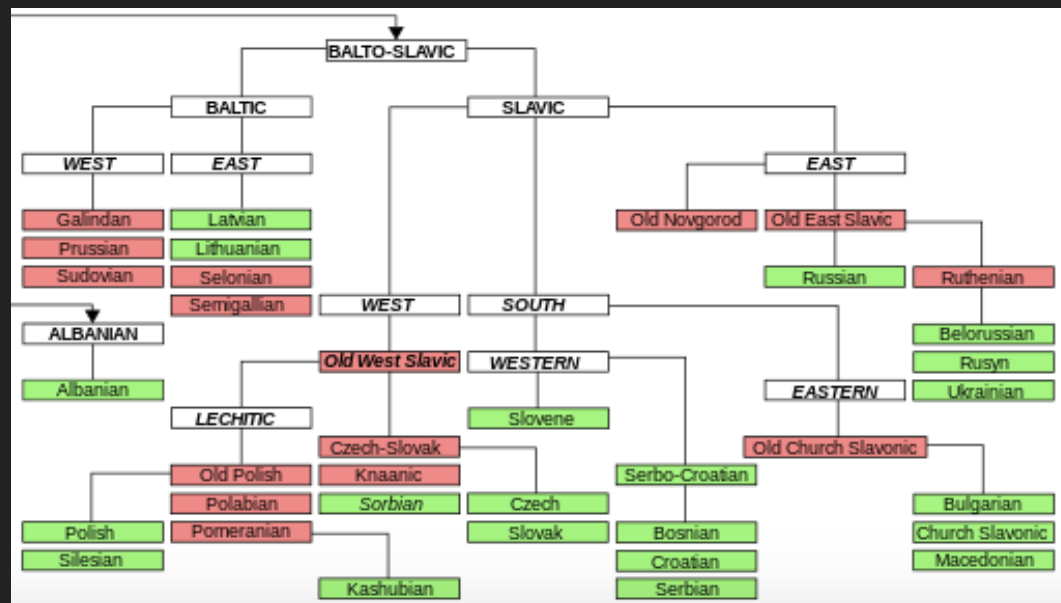 BALTO-SLAVIC
BALTIC
SLAVIC
WEST
EAST
EAST
Galindan
Latvian
Old Novgorod
Old East Slavic
Prussian
Lithuanian
Sudovian
Selonian
Russian
Ruthenian
Semigallian
WEST
SOUTH
ALBANIAN
Belorussian
Old West Slavic
WESTERN
Rusyn
Albanian
EASTERN
Ukrainian
LECHITIC
Slovene
Czech-Slovak
Old Church Slavonic
Old Polish
Knaanic
Serbo-Croatian
Polabian
Sorbian
Czech
Bulgarian
Polish
Pomeranian
Slovak
Bosnian
Church Slavonic
Silesian
Croatian
Macedonian
Kashubian
Serbian